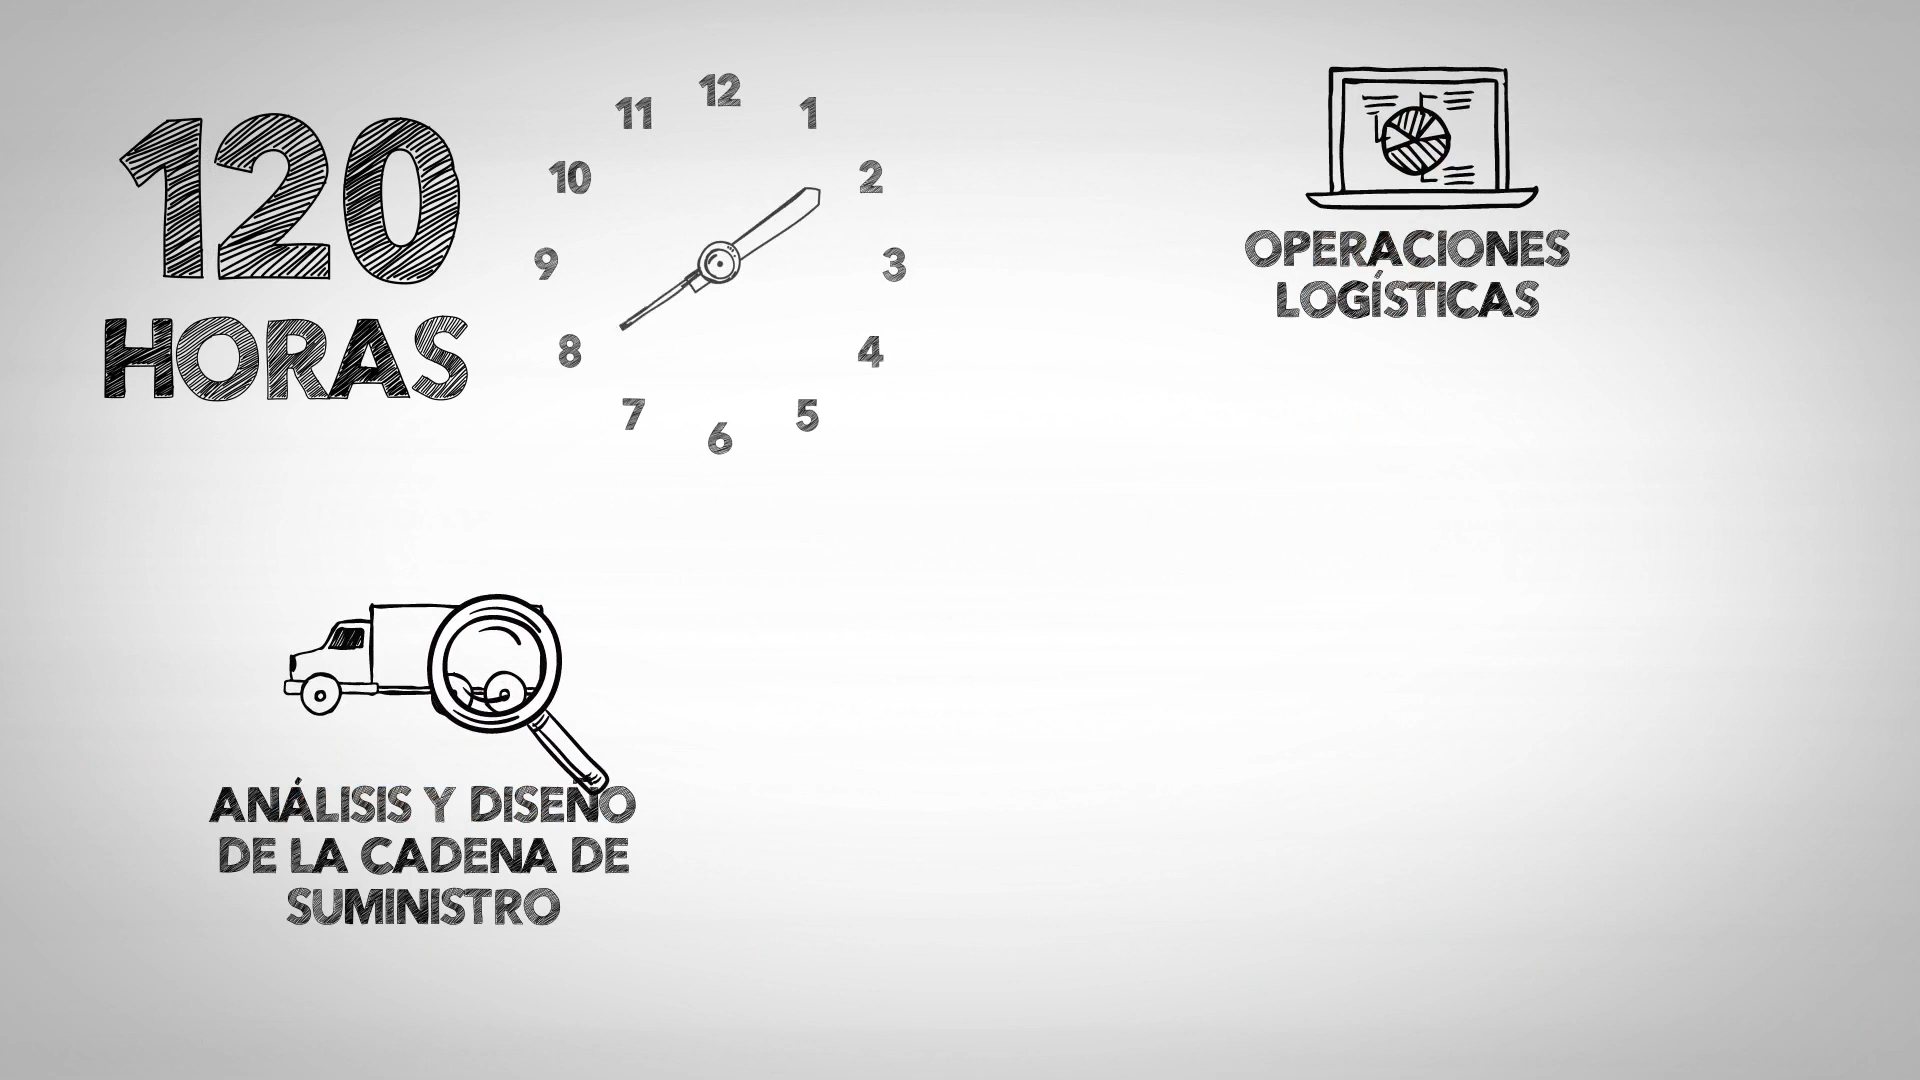 120
HORAS
12
1
2
3
4
5
6
7
8
9
10
11
OPERACIONES
LOGÍSTICAS
ANÁLISIS Y DISEÑO
DE LA CADENA DE
SUMINISTRO